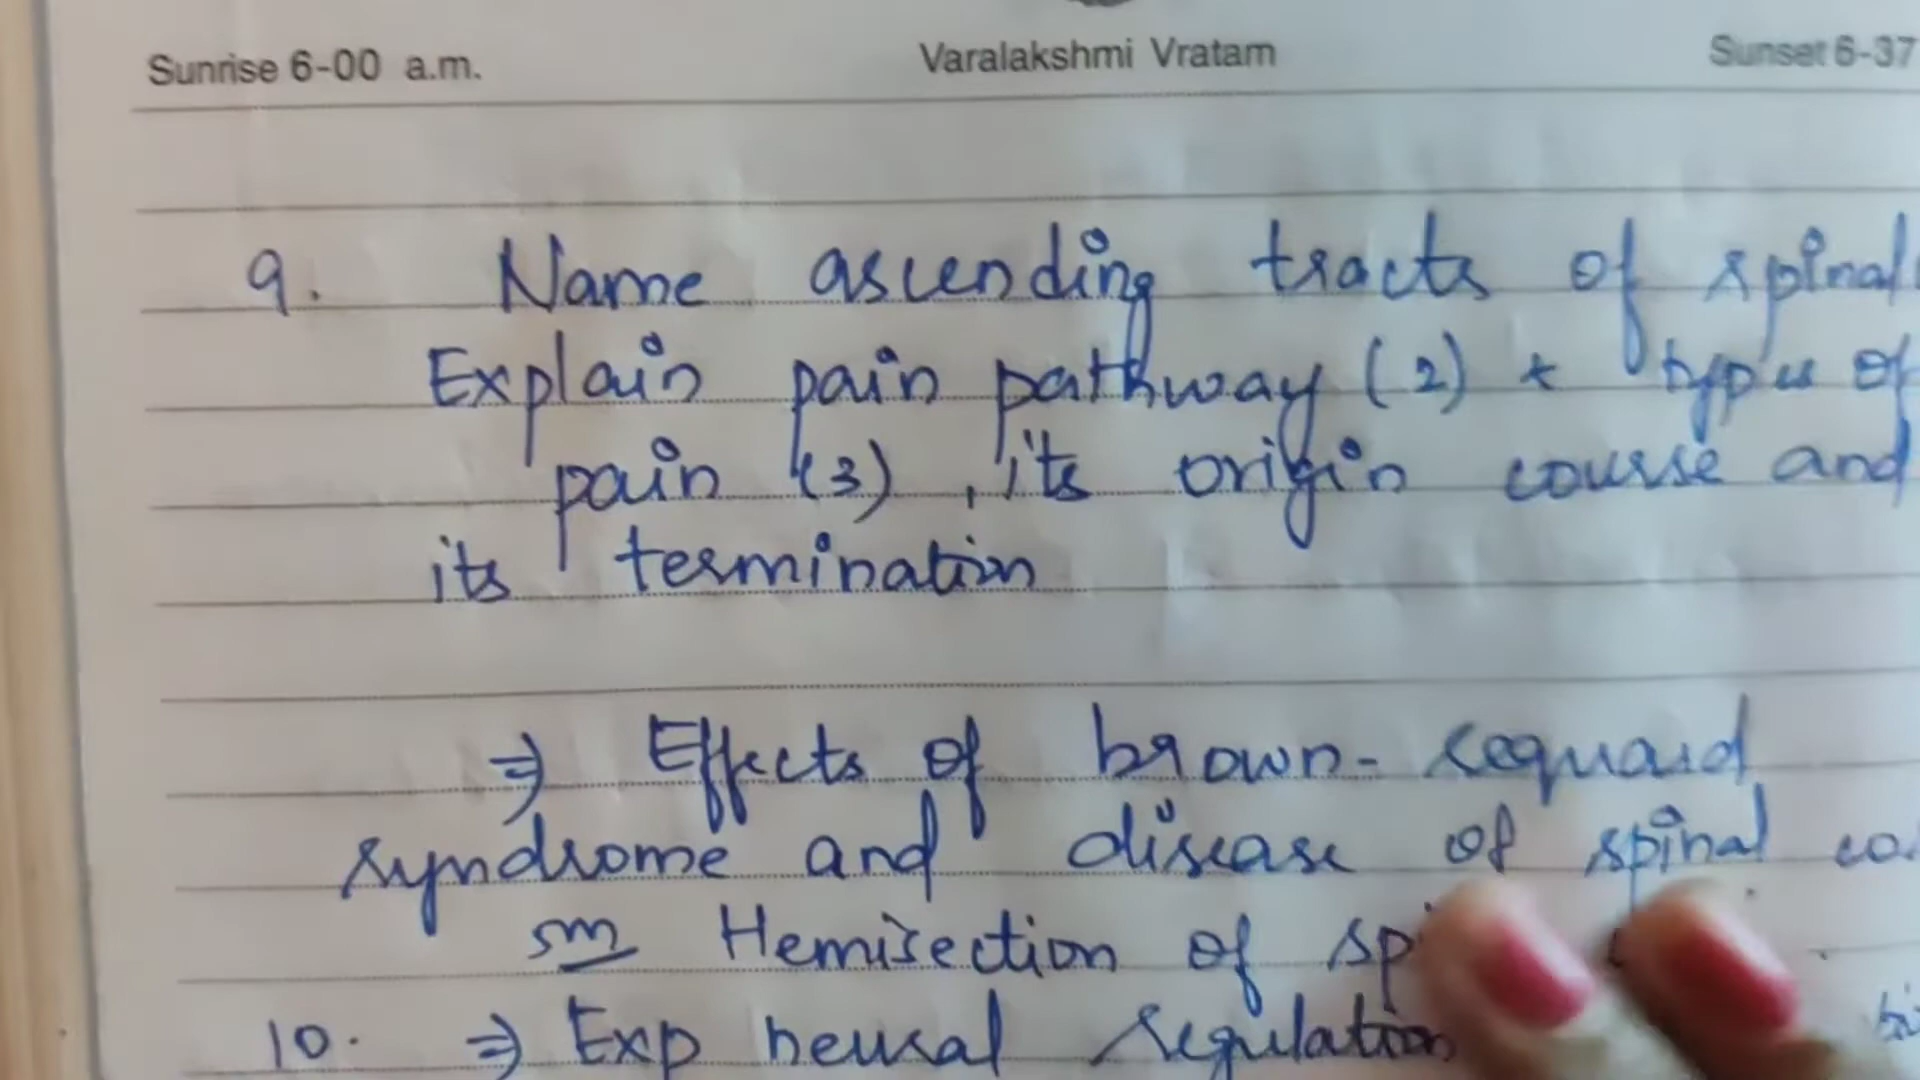 Sunrise 6-00 a.m. Varalakshmi Vratam Sunset 6-37
9. Name ascending tracts of spinal
Explain pain pathway (2) + types of
pain (3), its origin course and
its termination
⇒ Effects of brown-sequard
syndrome and disease of spinal co
sm Hemisection of sp
10. ⇒ Exp neural regulation